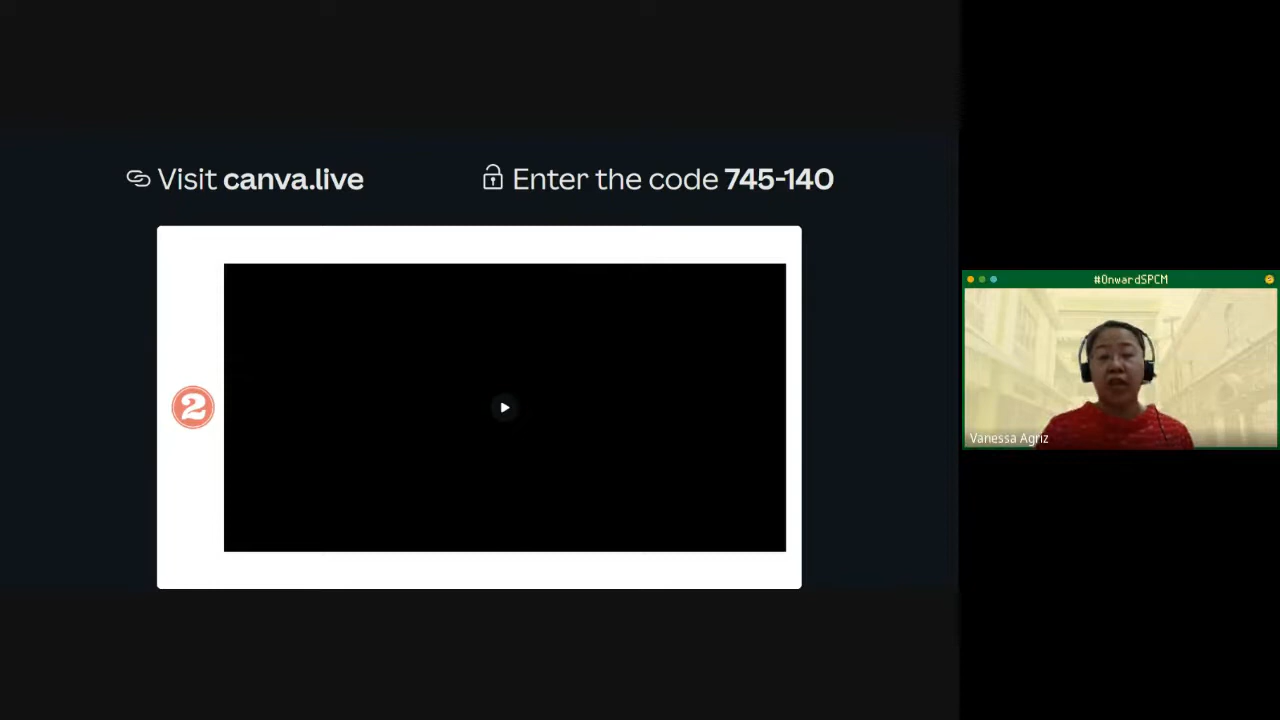 Visit canva.live
Enter the code 745-140
2
#OnwardSPCM
Vanessa Agriz